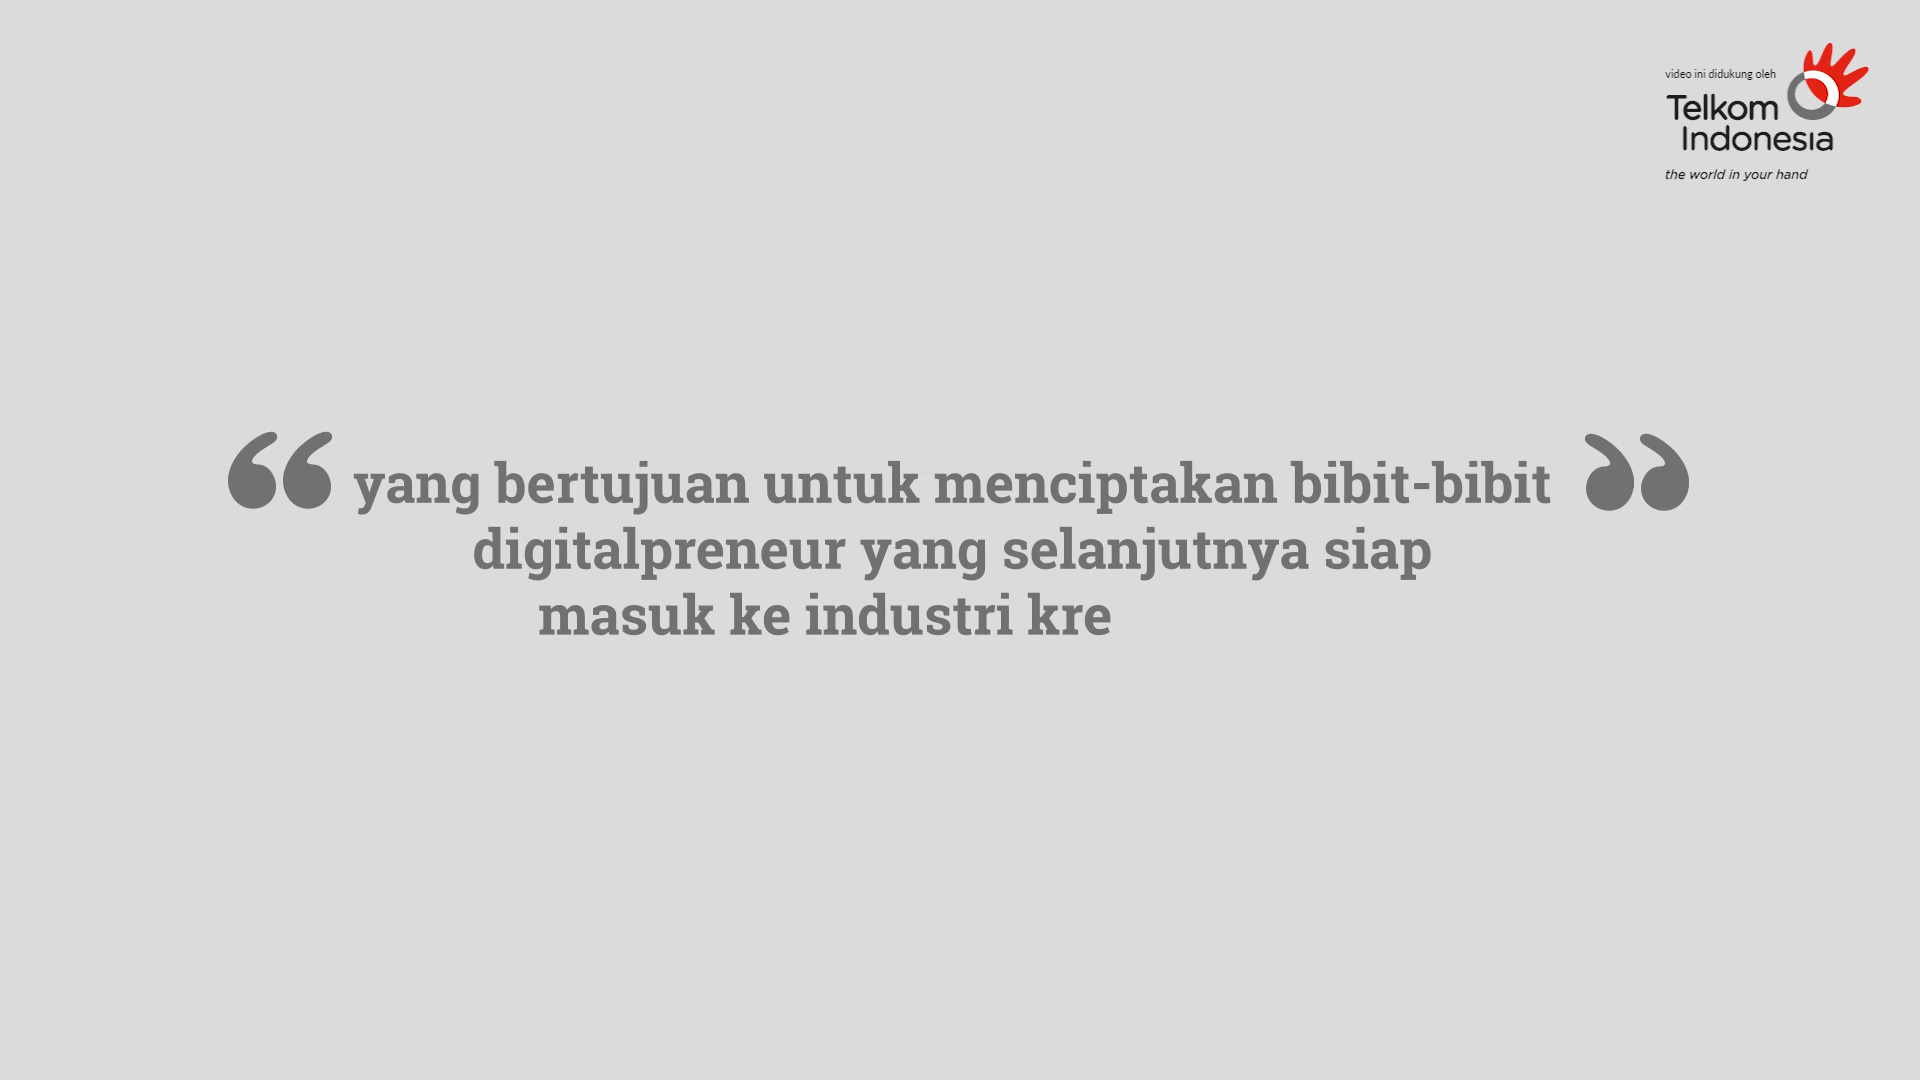 video ini didukung oleh
Telkom
Indonesia
the world in your hand
“ yang bertujuan untuk menciptakan bibit-bibit ”
digitalpreneur yang selanjutnya siap
masuk ke industri kre